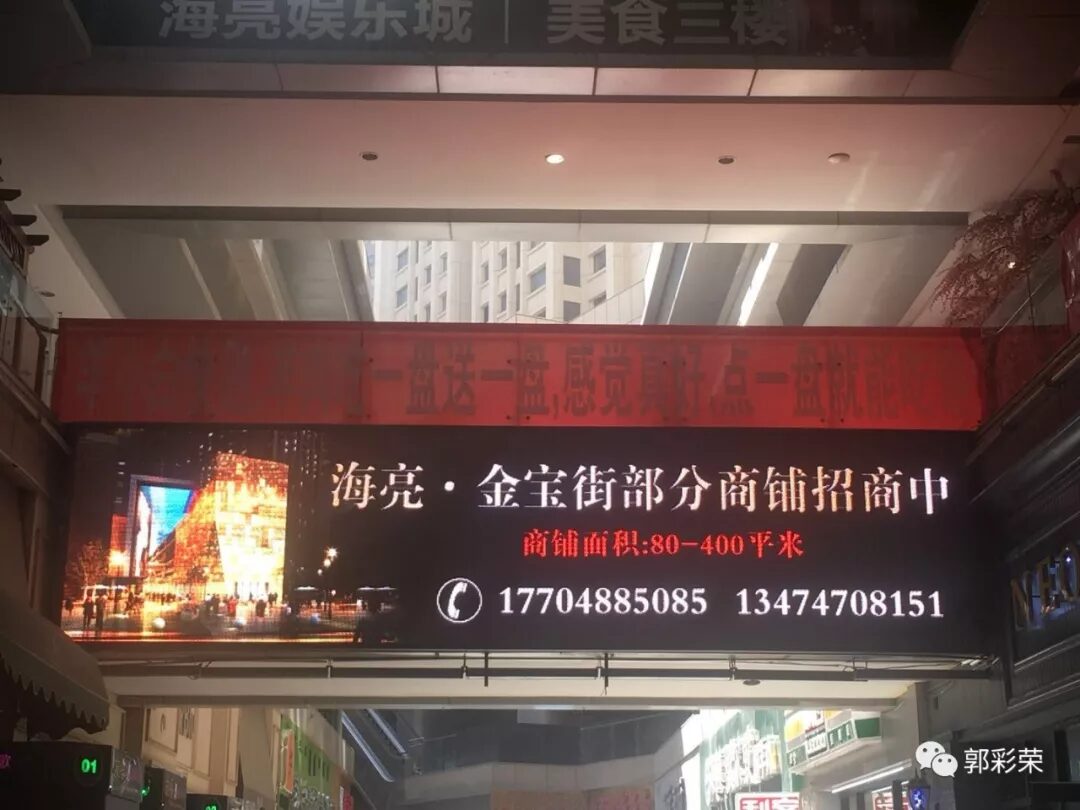 海亮娱乐城 美食三楼
一盘送一盘,感觉真好,点一盘就能
海亮·金宝街部分商铺招商中
商铺面积:80-400平米
17704885085 13474708151
01
郭彩荣